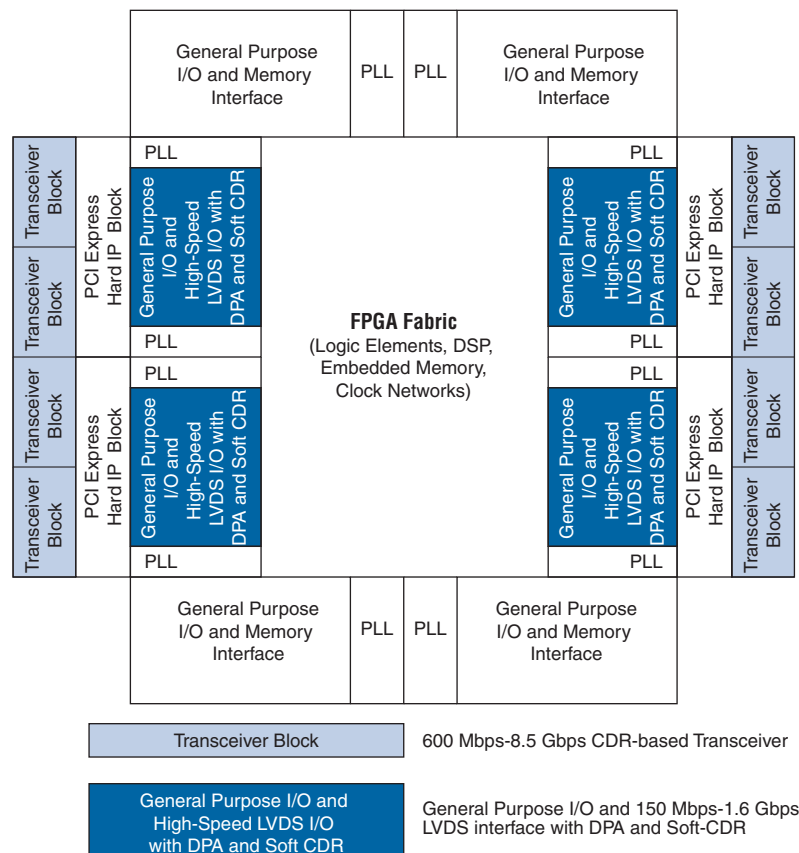 General Purpose
I/O and Memory
Interface
PLL
PLL
General Purpose
I/O and Memory
Interface
Transceiver
Block
Transceiver
Block
PCI Express
Hard IP Block
PLL
General Purpose
I/O and
High-Speed
LVDS I/O with
DPA and Soft CDR
PLL
PLL
General Purpose
I/O and
High-Speed
LVDS I/O with
DPA and Soft CDR
PLL
PCI Express
Hard IP Block
Transceiver
Block
Transceiver
Block
FPGA Fabric
(Logic Elements, DSP,
Embedded Memory,
Clock Networks)
PLL
General Purpose
I/O and
High-Speed
LVDS I/O with
DPA and Soft CDR
PLL
PCI Express
Hard IP Block
Transceiver
Block
Transceiver
Block
PLL
General Purpose
I/O and
High-Speed
LVDS I/O with
DPA and Soft CDR
PLL
PCI Express
Hard IP Block
Transceiver
Block
Transceiver
Block
General Purpose
I/O and Memory
Interface
PLL
PLL
General Purpose
I/O and Memory
Interface
Transceiver Block
600 Mbps-8.5 Gbps CDR-based Transceiver
General Purpose I/O and
High-Speed LVDS I/O
with DPA and Soft CDR
General Purpose I/O and 150 Mbps-1.6 Gbps
LVDS interface with DPA and Soft-CDR